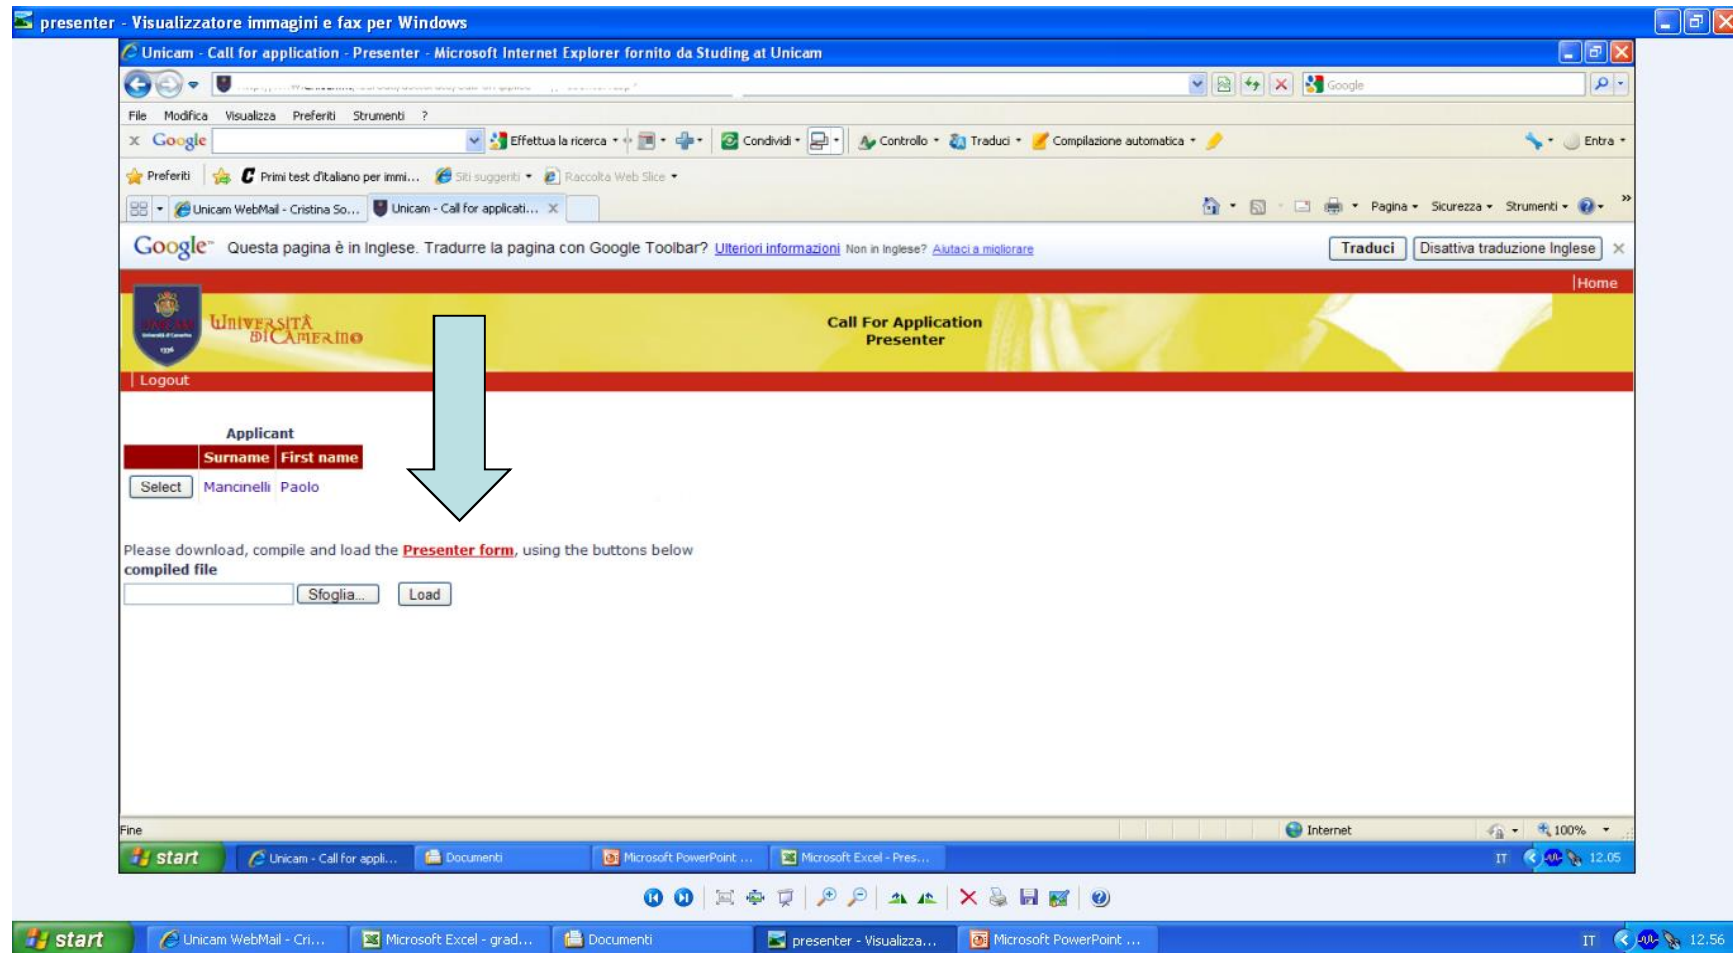 presenter - Visualizzatore immagini e fax per Windows
Unicam - Call for application - Presenter - Microsoft Internet Explorer fornito da Studing at Unicam
Google
File Modifica Visualizza Preferiti Strumenti ?
x Google Effettua la ricerca Condividi Controllo Traduci Compilazione automatica Entra
Preferiti Primi test d'italiano per immi... Siti suggeriti Raccolta Web Slice
Unicam WebMail - Cristina So... Unicam - Call for applicati... Pagina Sicurezza Strumenti
Google™ Questa pagina è in Inglese. Tradurre la pagina con Google Toolbar? Ulteriori informazioni Non in Inglese? Aiutaci a migliorare Traduci Disattiva traduzione Inglese
|Home
UNICAM
Università di Camerino
1336
Università
di Camerino
Call For Application
Presenter
| Logout
Applicant
Surname First name
Select Mancinelli Paolo
Please download, compile and load the Presenter form, using the buttons below
compiled file
Sfoglia... Load
Fine Internet 100%
start Unicam - Call for appli... Documenti Microsoft PowerPoint ... Microsoft Excel - Pres... IT 12.05
start Unicam WebMail - Cri... Microsoft Excel - grad... Documenti presenter - Visualizza... Microsoft PowerPoint ... IT 12.56